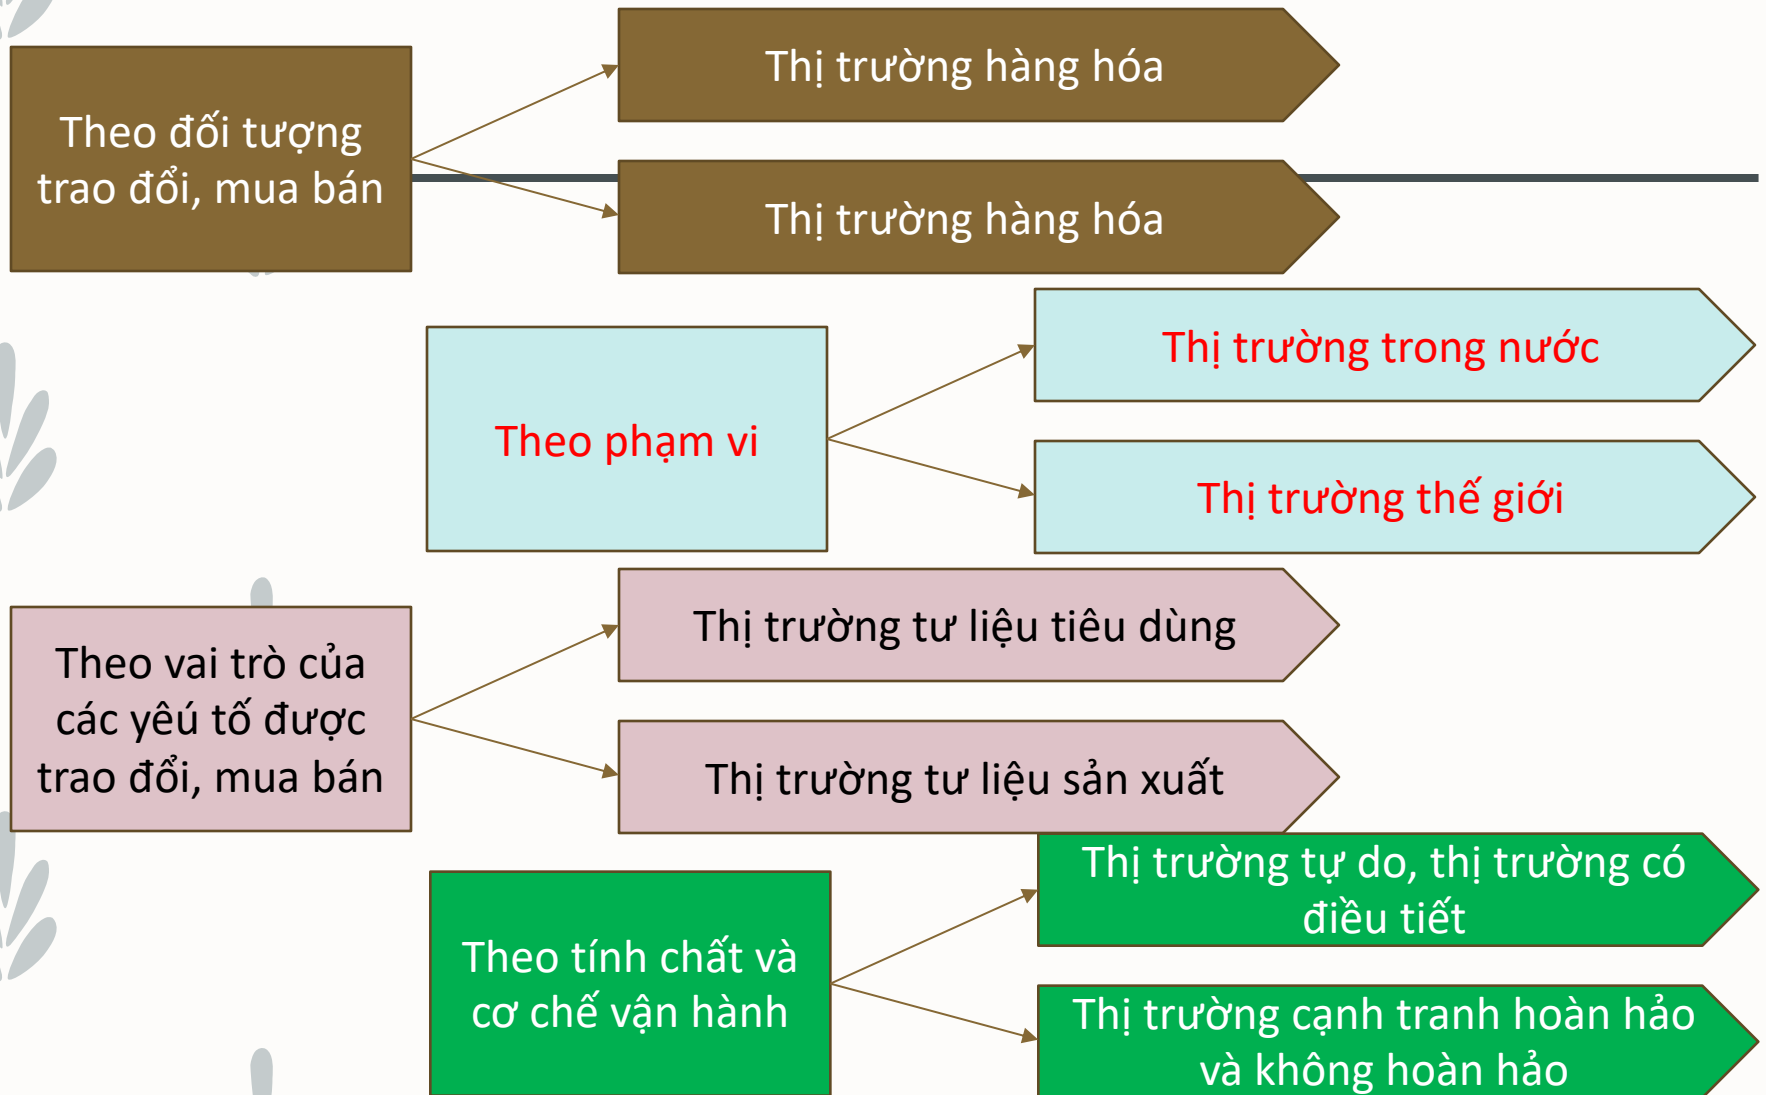 Theo đối tượng
trao đổi, mua bán
Thị trường hàng hóa
Thị trường hàng hóa
Theo phạm vi
Thị trường trong nước
Thị trường thế giới
Theo vai trò của
các yêú tố được
trao đổi, mua bán
Thị trường tư liệu tiêu dùng
Thị trường tư liệu sản xuất
Theo tính chất và
cơ chế vận hành
Thị trường tự do, thị trường có
điều tiết
Thị trường cạnh tranh hoàn hảo
và không hoàn hảo